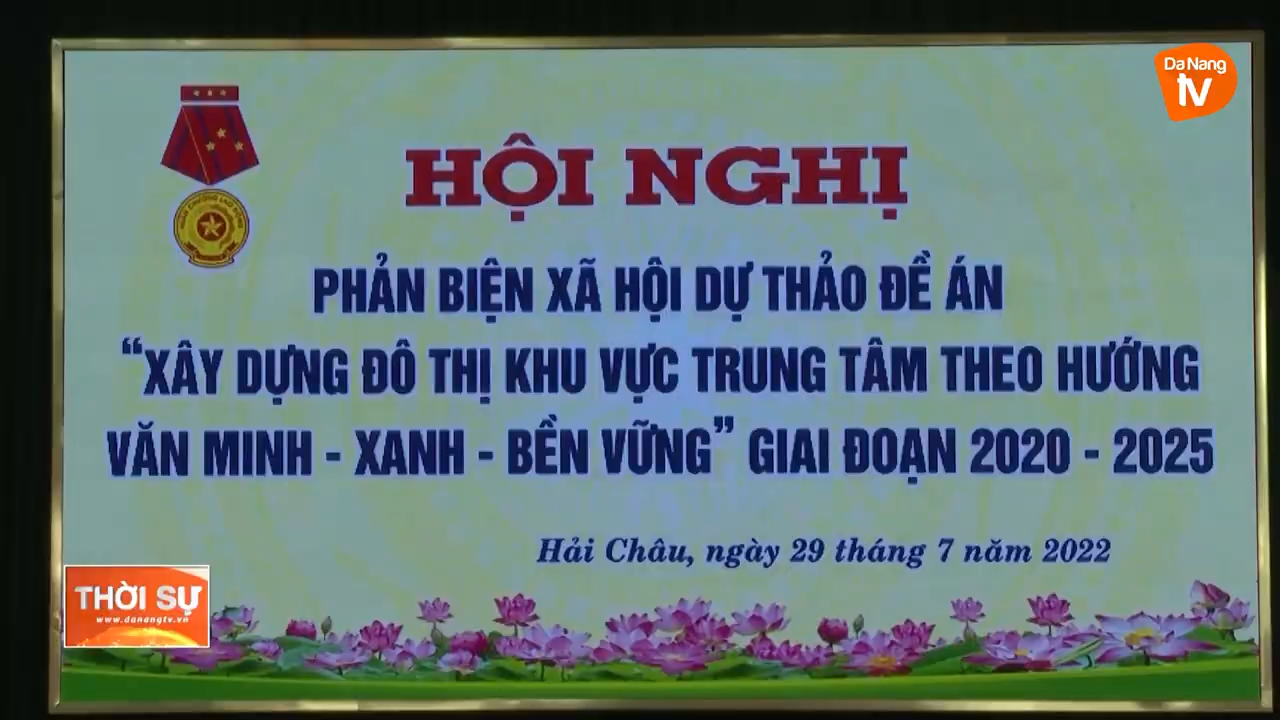 Da Nang
tv
HỘI NGHỊ
PHẢN BIỆN XÃ HỘI DỰ THẢO ĐỀ ÁN
“XÂY DỰNG ĐÔ THỊ KHU VỰC TRUNG TÂM THEO HƯỚNG
VĂN MINH - XANH - BỀN VỮNG” GIAI ĐOẠN 2020 - 2025
Hải Châu, ngày 29 tháng 7 năm 2022
THỜI SỰ
www.danangtv.vn